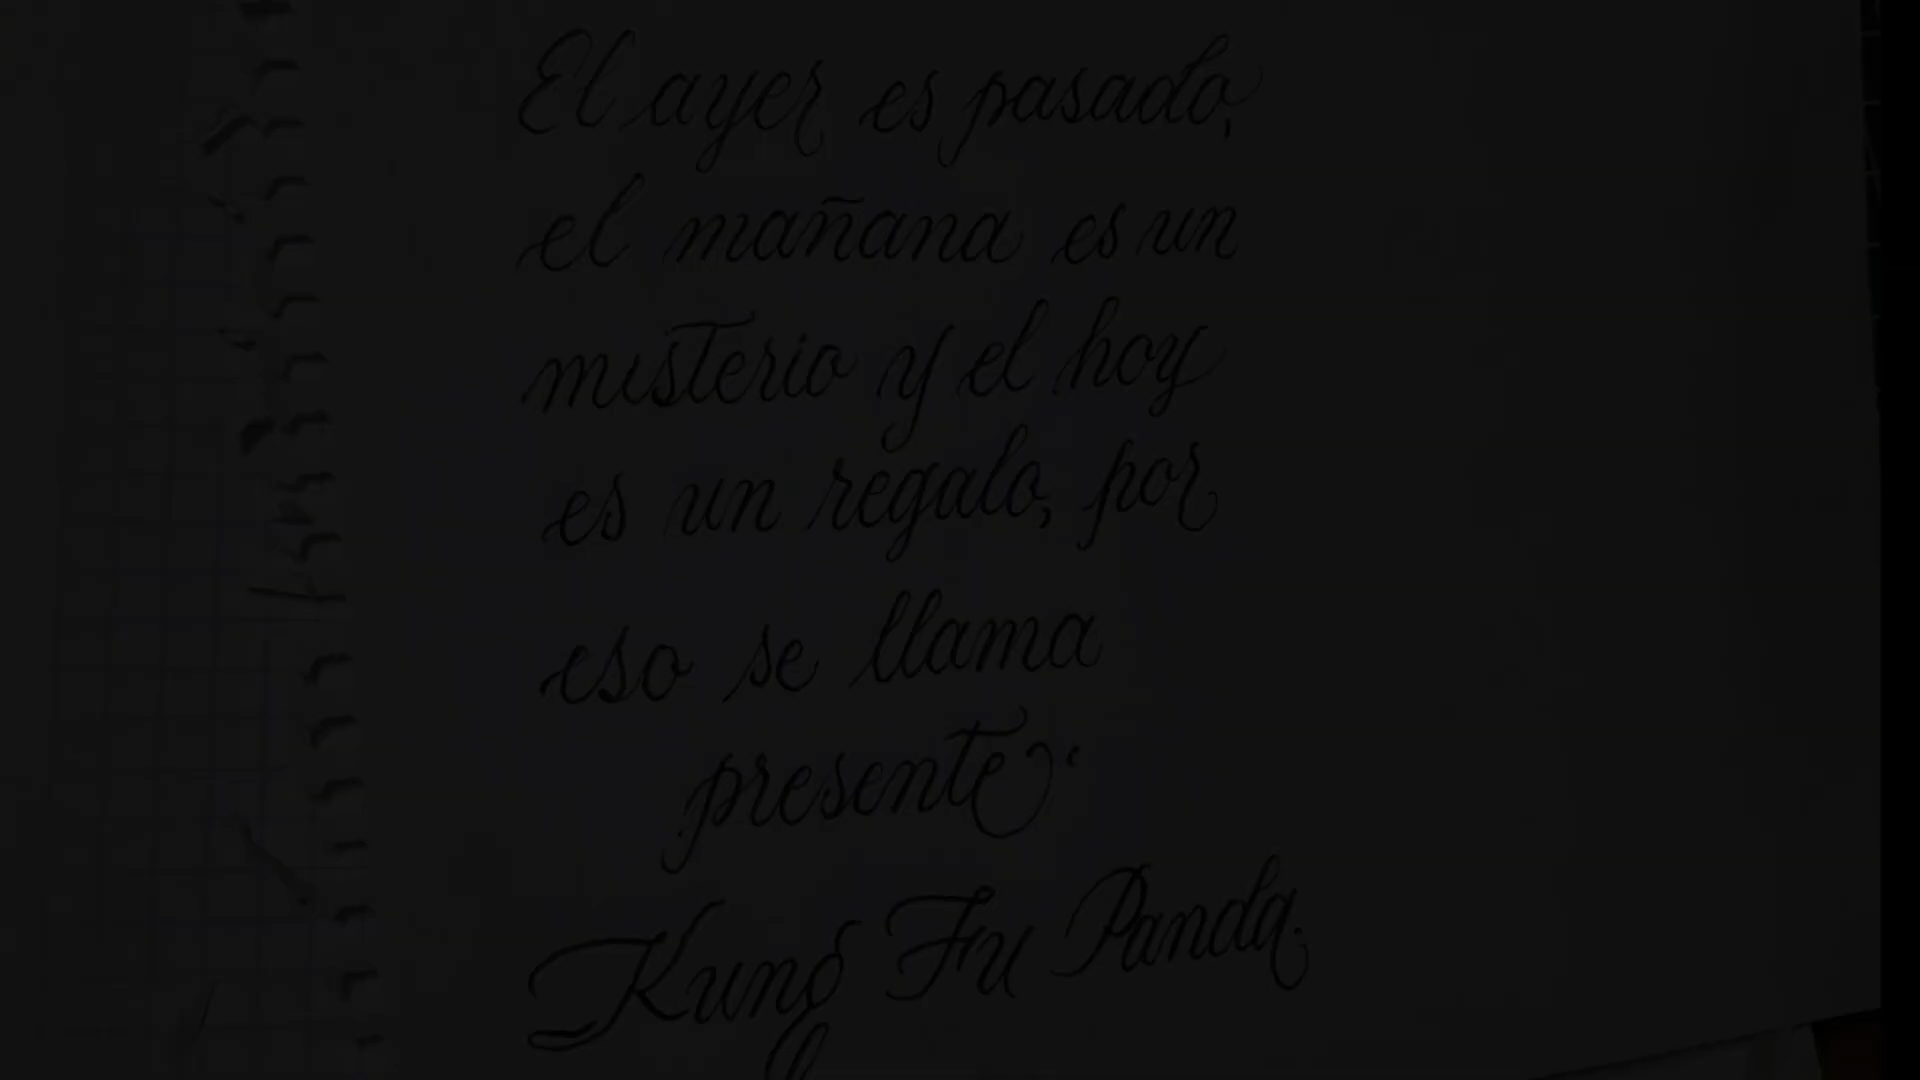 El ayer es pasado,
el mañana es un
misterio y el hoy
es un regalo, por
eso se llama
presente.
Kung Fu Panda.